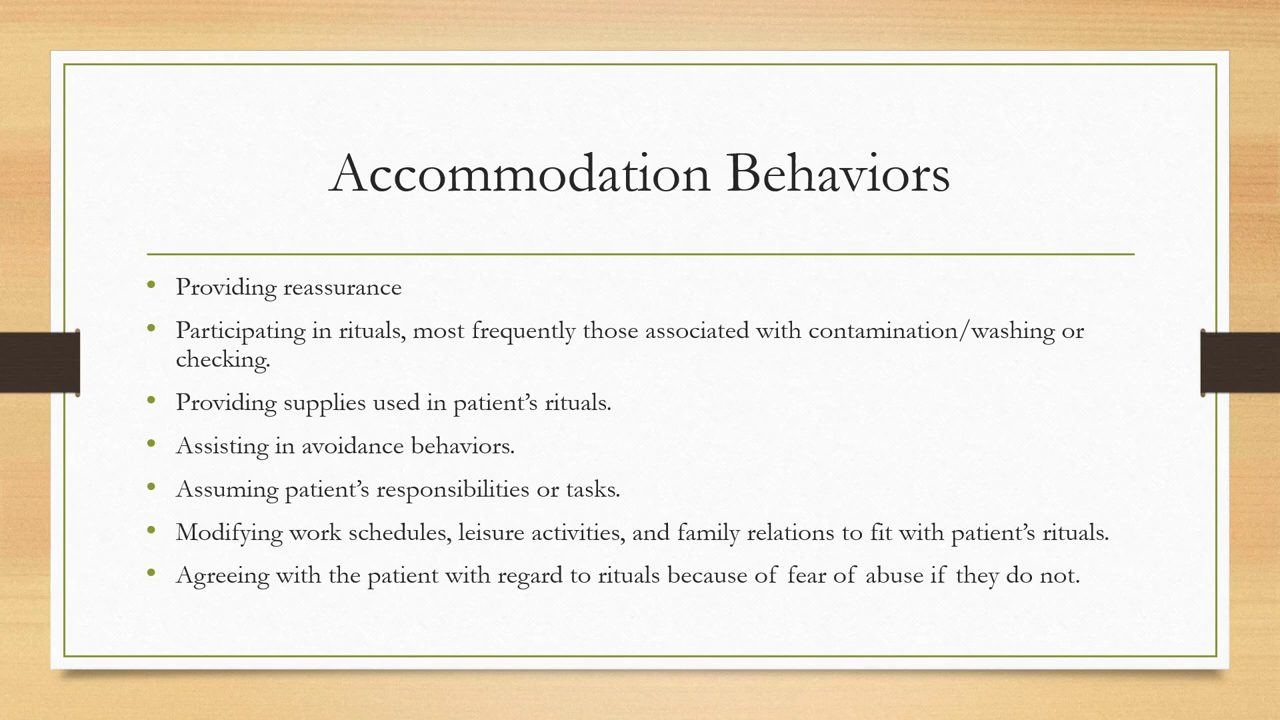 Accommodation Behaviors
• Providing reassurance
• Participating in rituals, most frequently those associated with contamination/washing or
checking.
• Providing supplies used in patient’s rituals.
• Assisting in avoidance behaviors.
• Assuming patient’s responsibilities or tasks.
• Modifying work schedules, leisure activities, and family relations to fit with patient’s rituals.
• Agreeing with the patient with regard to rituals because of fear of abuse if they do not.